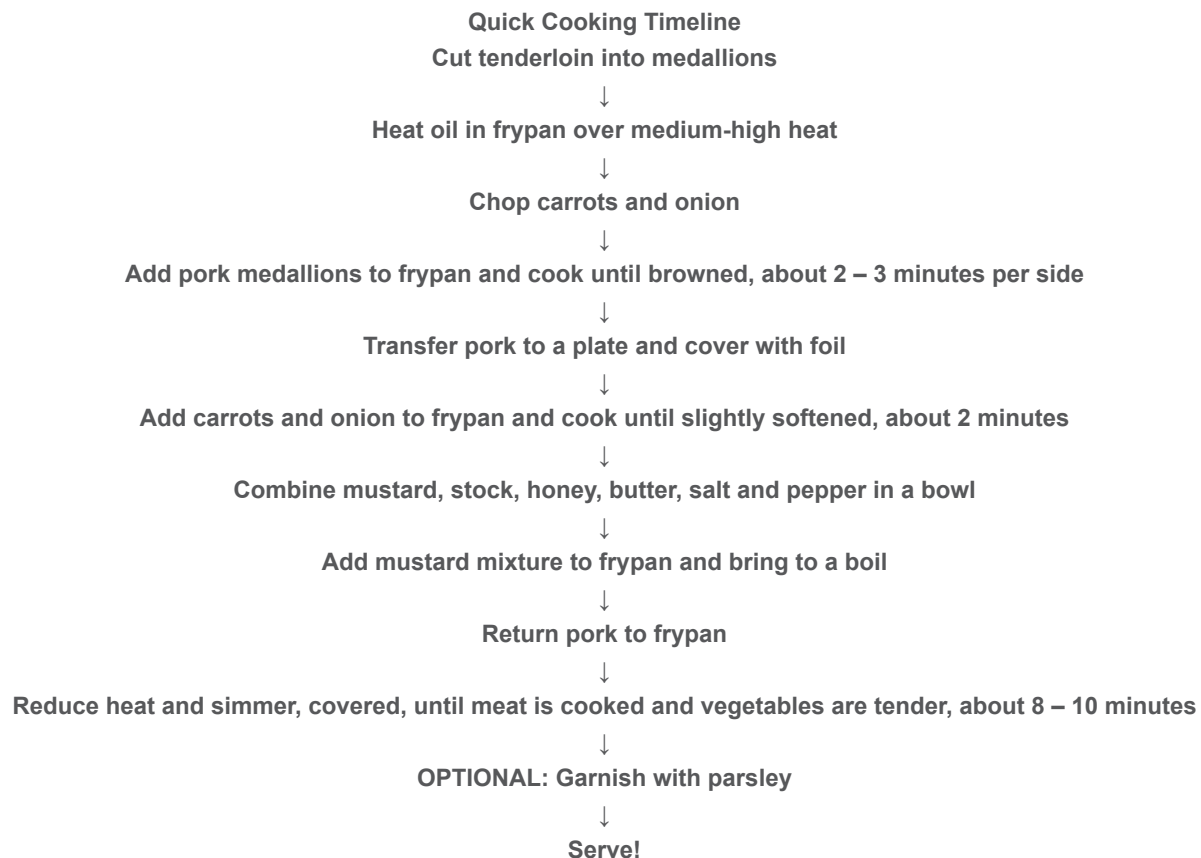 Quick Cooking Timeline
Cut tenderloin into medallions
↓
Heat oil in frypan over medium-high heat
↓
Chop carrots and onion
↓
Add pork medallions to frypan and cook until browned, about 2 – 3 minutes per side
↓
Transfer pork to a plate and cover with foil
↓
Add carrots and onion to frypan and cook until slightly softened, about 2 minutes
↓
Combine mustard, stock, honey, butter, salt and pepper in a bowl
↓
Add mustard mixture to frypan and bring to a boil
↓
Return pork to frypan
↓
Reduce heat and simmer, covered, until meat is cooked and vegetables are tender, about 8 – 10 minutes
↓
OPTIONAL: Garnish with parsley
↓
Serve!